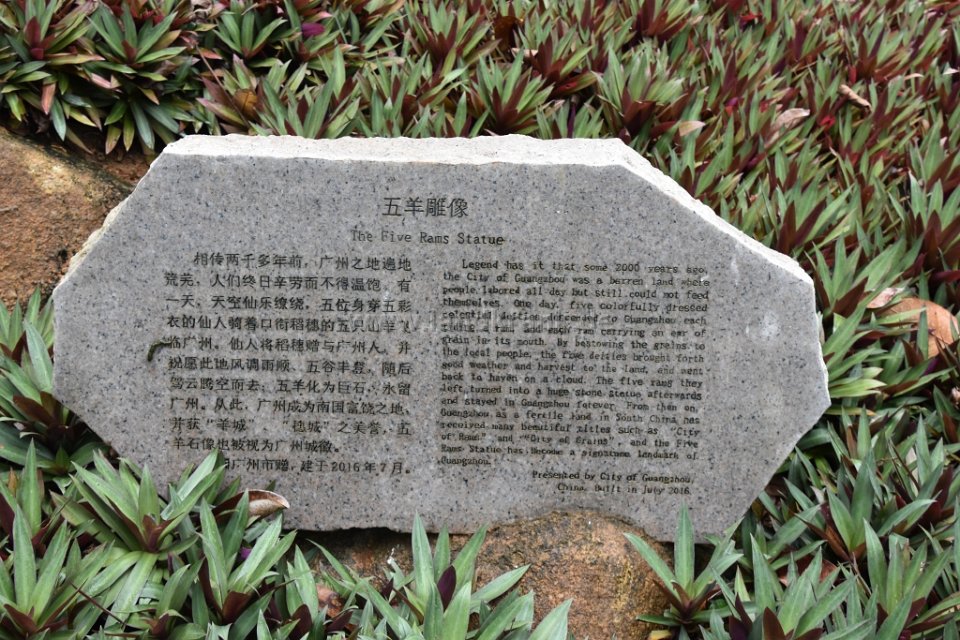 五羊雕像
The Five Rams Statue
相传两千多年前，广州之地遍地
荒芜，人们终日辛劳而不得温饱，有
一天，天空仙乐缭绕，五位身穿五彩
衣的仙人骑着口衔稻穗的五只山羊飞
临广州。仙人将稻穗赠与广州人，并
祝愿此地风调雨顺、五谷丰登，随后
驾云腾空而去，五羊化为巨石，永留
广州。从此，广州成为南国富饶之地，
并获“羊城”、“穗城”之美誉，五
羊石像也被视为广州城徽。
广州市赠，建于2016年7月。
Legend has it that some 2000 years ago,
the City of Guangzhou was a barren land where
people labored all day but still could not feed
themselves. One day, five colorfully dressed
celestial deities descended to Guangzhou, each
riding a ram and each ram carrying an ear of
grain in its mouth. By bestowing the grains to
the local people, the five deities brought forth
good weather and harvest to the land, and went
back to haven on a cloud. The five rams they
left turned into a huge stone statue afterwards
and stayed in Guangzhou forever. From then on,
Guangzhou as a fertile land in South China has
received many beautiful titles such as "City
of Rams" and "City of Grains", and the Five
Rams Statue has become a signature landmark of
Guangzhou.
Presented by City of Guangzhou,
China. Built in July 2016.